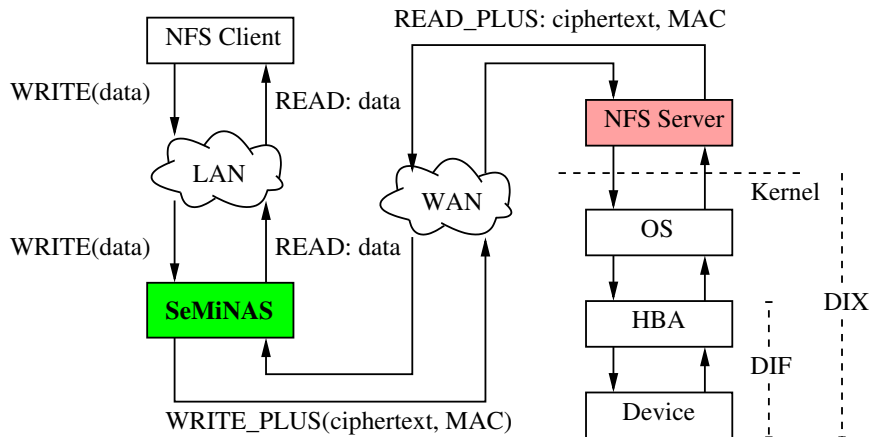 READ_PLUS: ciphertext, MAC
NFS Client
WRITE(data)
READ: data
NFS Server
LAN
WAN
Kernel
WRITE(data)
READ: data
OS
SeMiNAS
HBA
DIX
DIF
WRITE_PLUS(ciphertext, MAC)
Device